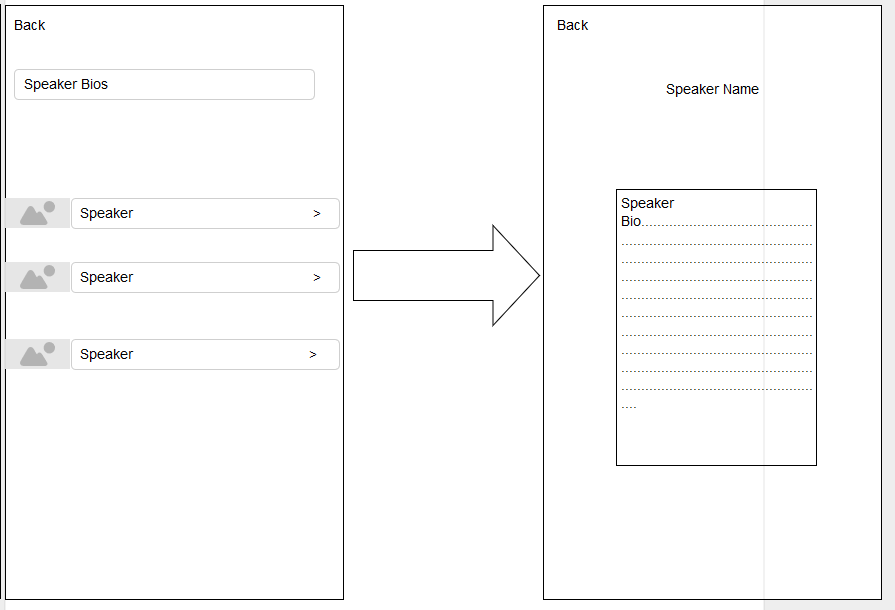 Back
Speaker Bios
Speaker >
Speaker >
Speaker >
Back
Speaker Name
Speaker
Bio................................................
......................................................
......................................................
......................................................
......................................................
......................................................
......................................................
......................................................
......................................................
......................................................
....